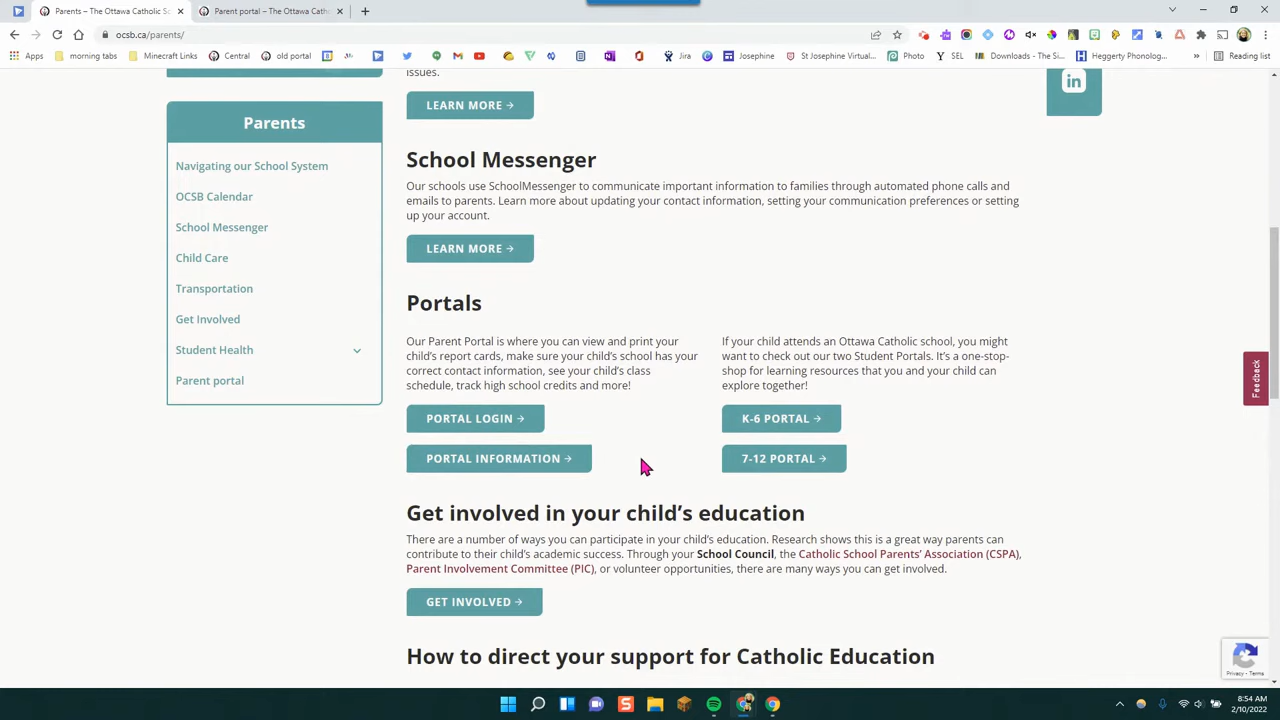 Parents – The Ottawa Catholic S
Parent portal – The Ottawa Cath
ocsb.ca/parents/
Apps
morning tabs
Minecraft Links
Central
old portal
Jira
Josephine
St Josephine Virtual...
Photo
SEL
Downloads - The Si...
Heggerty Phonolog...
Reading list
issues.
LEARN MORE →
Parents
Navigating our School System
OCSB Calendar
School Messenger
Child Care
Transportation
Get Involved
Student Health
Parent portal
School Messenger
Our schools use SchoolMessenger to communicate important information to families through automated phone calls and
emails to parents. Learn more about updating your contact information, setting your communication preferences or setting
up your account.
LEARN MORE →
Portals
Our Parent Portal is where you can view and print your
child's report cards, make sure your child's school has your
correct contact information, see your child's class
schedule, track high school credits and more!
PORTAL LOGIN →
PORTAL INFORMATION →
If your child attends an Ottawa Catholic school, you might
want to check out our two Student Portals. It's a one-stop-
shop for learning resources that you and your child can
explore together!
K-6 PORTAL →
7-12 PORTAL →
Get involved in your child's education
There are a number of ways you can participate in your child's education. Research shows this is a great way parents can
contribute to their child's academic success. Through your School Council, the Catholic School Parents' Association (CSPA),
Parent Involvement Committee (PIC), or volunteer opportunities, there are many ways you can get involved.
GET INVOLVED →
How to direct your support for Catholic Education
in
Feedback
Privacy - Terms
8:54 AM
2/10/2022